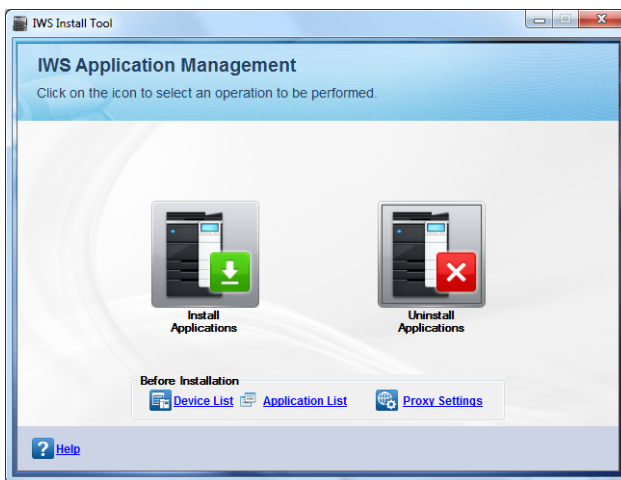 IWS Install Tool
IWS Application Management
Click on the icon to select an operation to be performed.
Install
Applications
Uninstall
Applications
Before Installation
Device List
Application List
Proxy Settings
Help